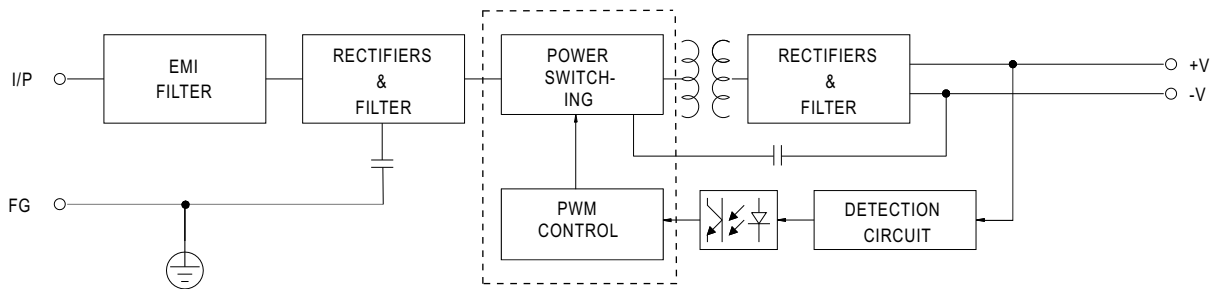 I/P
EMI
FILTER
RECTIFIERS
&
FILTER
POWER
SWITCH-
ING
RECTIFIERS
&
FILTER
+V
-V
FG
PWM
CONTROL
DETECTION
CIRCUIT